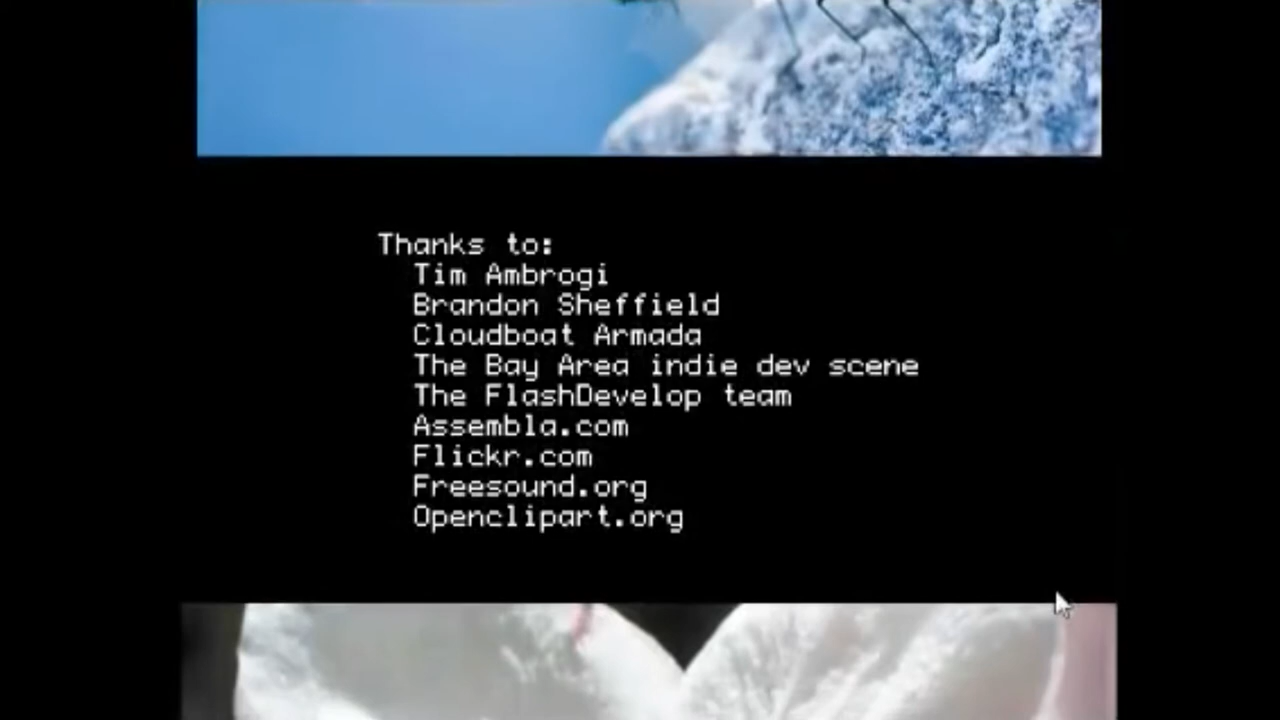 Thanks to:
Tim Ambrogi
Brandon Sheffield
Cloudboat Armada
The Bay Area indie dev scene
The FlashDevelop team
Assembla.com
Flickr.com
Freesound.org
Openclipart.org